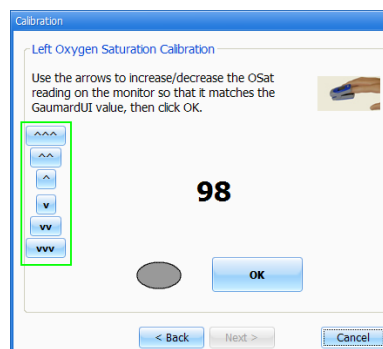 Calibration
Left Oxygen Saturation Calibration
Use the arrows to increase/decrease the OSat
reading on the monitor so that it matches the
GaumardUI value, then click OK.
^^^
^^
^
v
vv
vvv
98
OK
< Back Next > Cancel